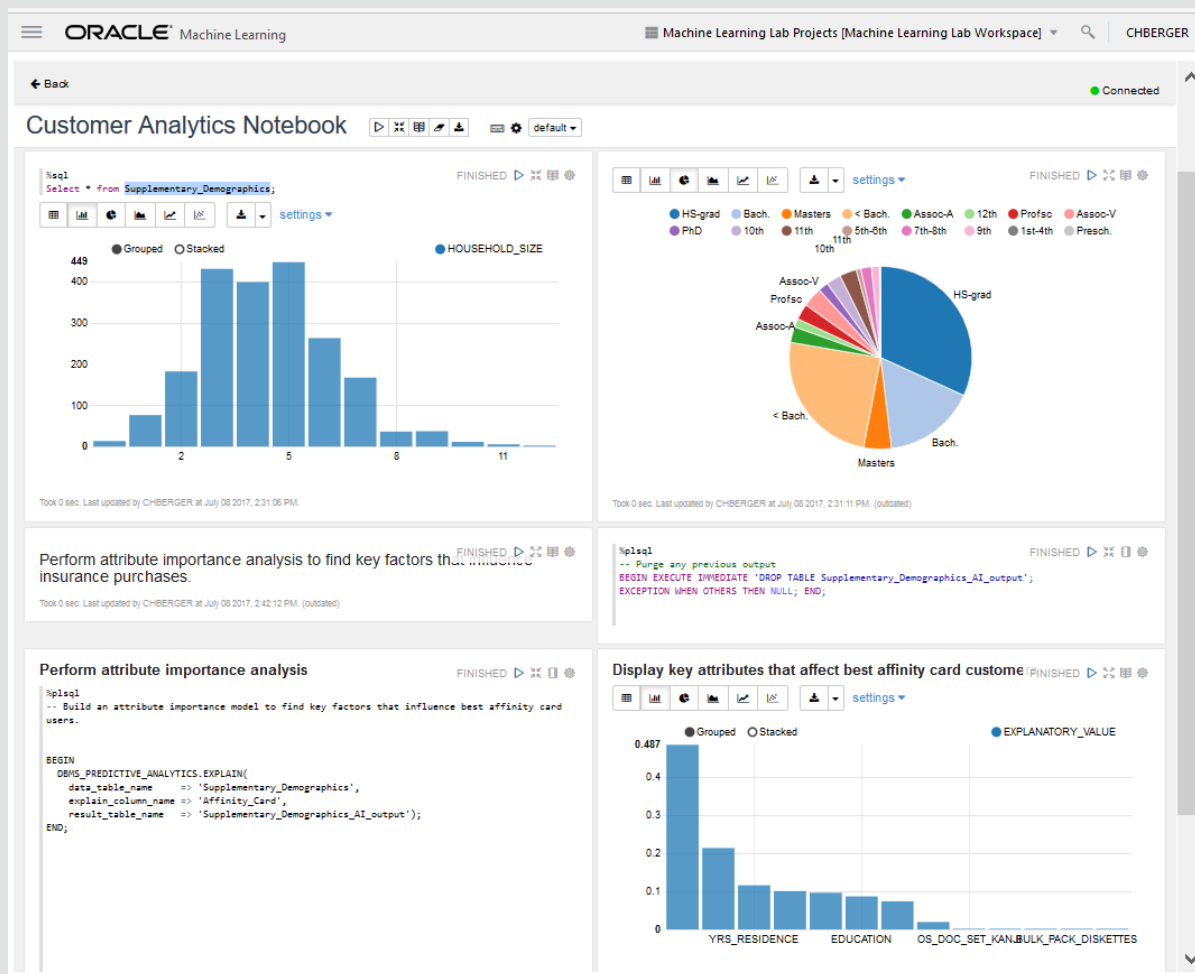 ORACLE® Machine Learning
Machine Learning Lab Projects [Machine Learning Lab Workspace]
CHBERGER
Back
Connected
Customer Analytics Notebook
default
%sql
FINISHED
Select * from Supplementary_Demographics;
settings
Grouped Stacked
HOUSEHOLD_SIZE
449
400
300
200
100
0
2 5 8 11
Took 0 sec. Last updated by CHBERGER at July 08 2017, 2:31:06 PM.
FINISHED
settings
HS-grad Bach. Masters < Bach. Assoc-A 12th Profsc Assoc-V
PhD 10th 11th 5th-6th 7th-8th 9th 1st-4th Presch.
11th
10th
Assoc-V
HS-grad
Profsc
Assoc-A
< Bach.
Bach.
Masters
Took 0 sec. Last updated by CHBERGER at July 08 2017, 2:31:11 PM. (outdated)
FINISHED
Perform attribute importance analysis to find key factors that influence
insurance purchases.
Took 0 sec. Last updated by CHBERGER at July 08 2017, 2:42:12 PM. (outdated)
%plsql
FINISHED
-- Purge any previous output
BEGIN EXECUTE IMMEDIATE 'DROP TABLE Supplementary_Demographics_AI_output';
EXCEPTION WHEN OTHERS THEN NULL; END;
Perform attribute importance analysis
FINISHED
%plsql
-- Build an attribute importance model to find key factors that influence best affinity card
users.
BEGIN
DBMS_PREDICTIVE_ANALYTICS.EXPLAIN(
data_table_name => 'Supplementary_Demographics',
explain_column_name => 'Affinity_Card',
result_table_name => 'Supplementary_Demographics_AI_output');
END;
Display key attributes that affect best affinity card custome
FINISHED
settings
Grouped Stacked
EXPLANATORY_VALUE
0.487
0.4
0.3
0.2
0.1
0
YRS_RESIDENCE EDUCATION OS_DOC_SET_KANJI BULK_PACK_DISKETTES